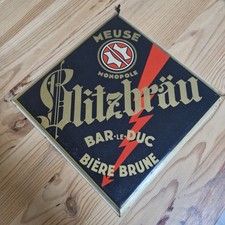 MEUSE
MONOPOLE
Blitzbräu
BAR-LE-DUC
BIÈRE BRUNE